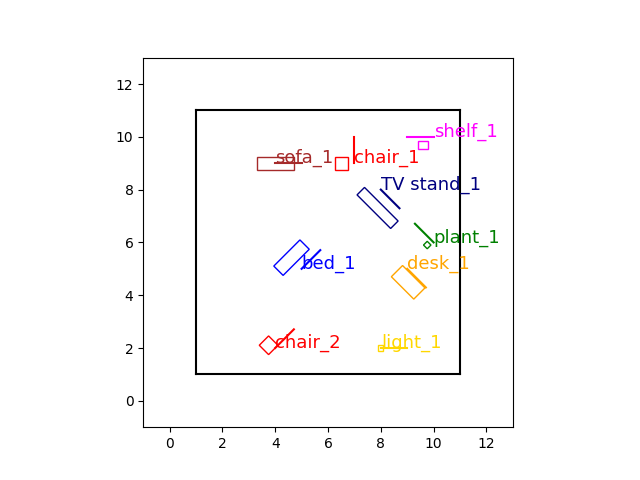 12
10
8
6
4
2
0
shelf_1
sofa_1
chair_1
TV stand_1
plant_1
bed_1
desk_1
chair_2
light_1
0
2
4
6
8
10
12